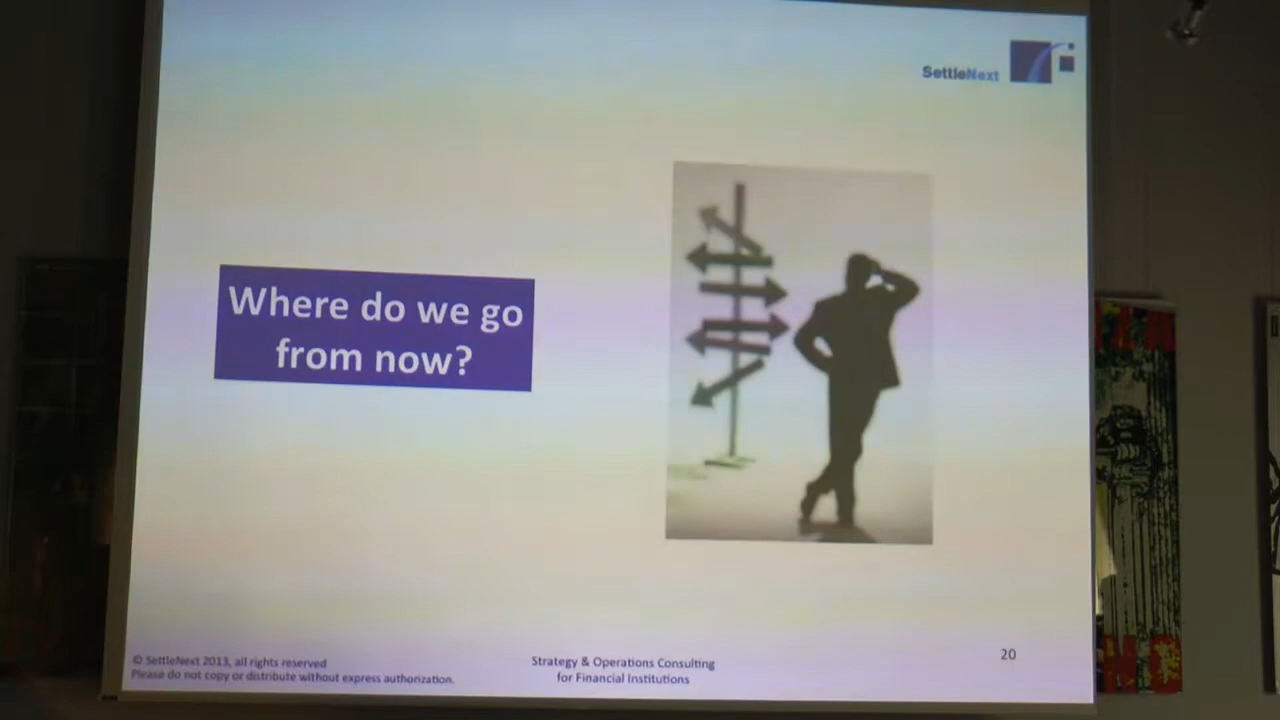 SettleNext
Where do we go
from now?
© SettleNext 2013, all rights reserved
Please do not copy or distribute without express authorization.
Strategy & Operations Consulting
for Financial Institutions
20